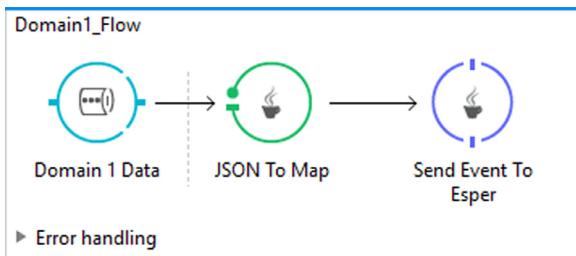 Domain1_Flow
Domain 1 Data
JSON To Map
Send Event To
Esper
Error handling